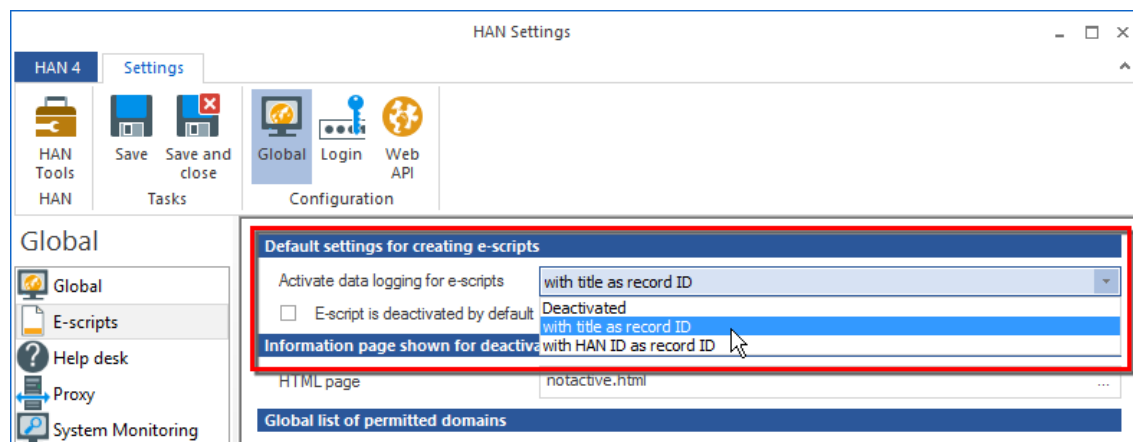 HAN Settings
HAN 4
Settings
HAN Tools
Save
Save and close
Global
Login
Web API
HAN
Tasks
Configuration
Global
Global
E-scripts
Help desk
Proxy
System Monitoring
Default settings for creating e-scripts
Activate data logging for e-scripts
with title as record ID
E-script is deactivated by default
Deactivated
with title as record ID
with HAN ID as record ID
Information page shown for deactiva
HTML page
notactive.html
...
Global list of permitted domains